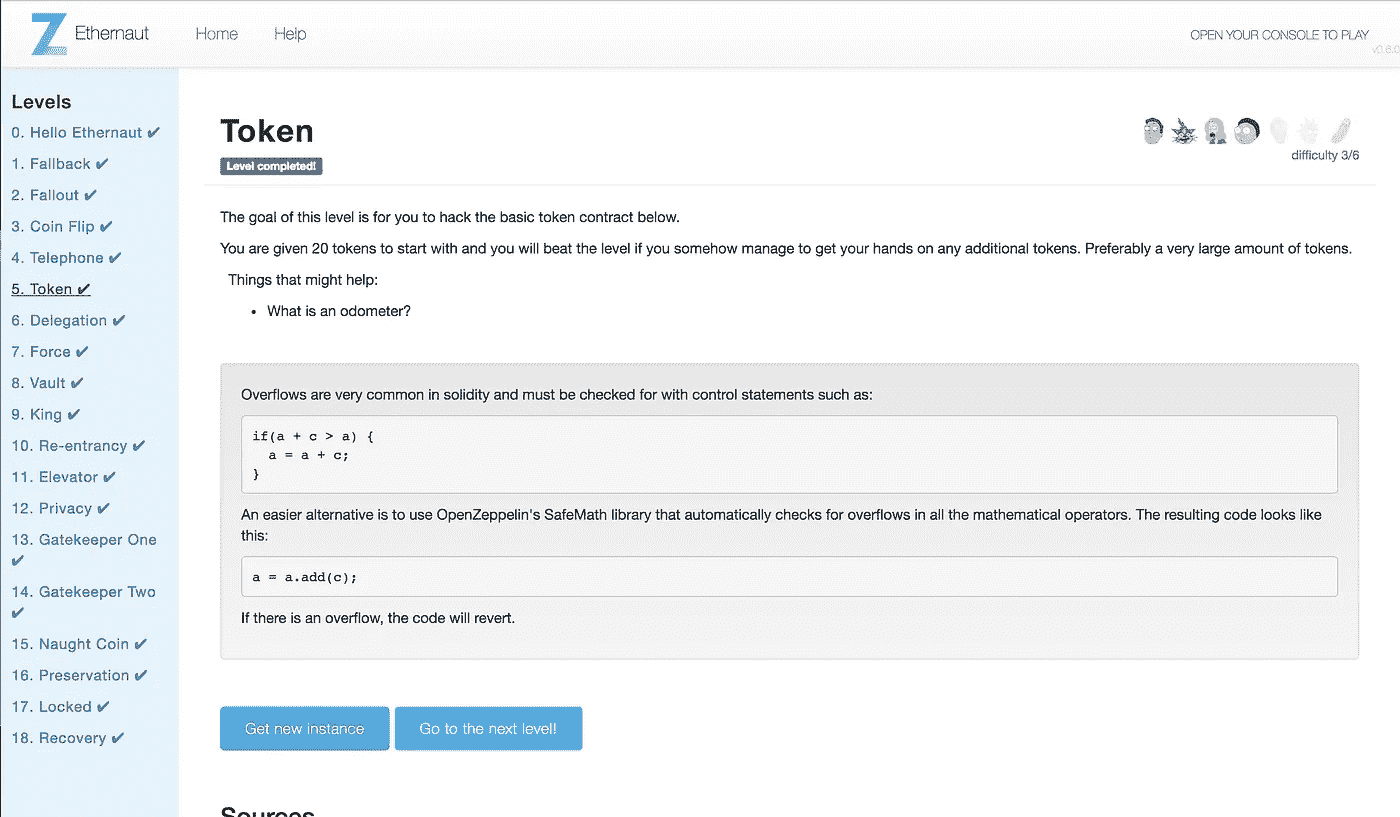 Ethernaut
Home
Help
OPEN YOUR CONSOLE TO PLAY
Levels
0. Hello Ethernaut ✔
1. Fallback ✔
2. Fallout ✔
3. Coin Flip ✔
4. Telephone ✔
5. Token ✔
6. Delegation ✔
7. Force ✔
8. Vault ✔
9. King ✔
10. Re-entrancy ✔
11. Elevator ✔
12. Privacy ✔
13. Gatekeeper One
✔
14. Gatekeeper Two
✔
15. Naught Coin ✔
16. Preservation ✔
17. Locked ✔
18. Recovery ✔
Token
Level completed!
difficulty 3/6
The goal of this level is for you to hack the basic token contract below.
You are given 20 tokens to start with and you will beat the level if you somehow manage to get your hands on any additional tokens. Preferably a very large amount of tokens.
Things that might help:
• What is an odometer?
Overflows are very common in solidity and must be checked for with control statements such as:
if(a + c > a) {
a = a + c;
}
An easier alternative is to use OpenZeppelin's SafeMath library that automatically checks for overflows in all the mathematical operators. The resulting code looks like
this:
a = a.add(c);
If there is an overflow, the code will revert.
Get new instance
Go to the next level!
Sources